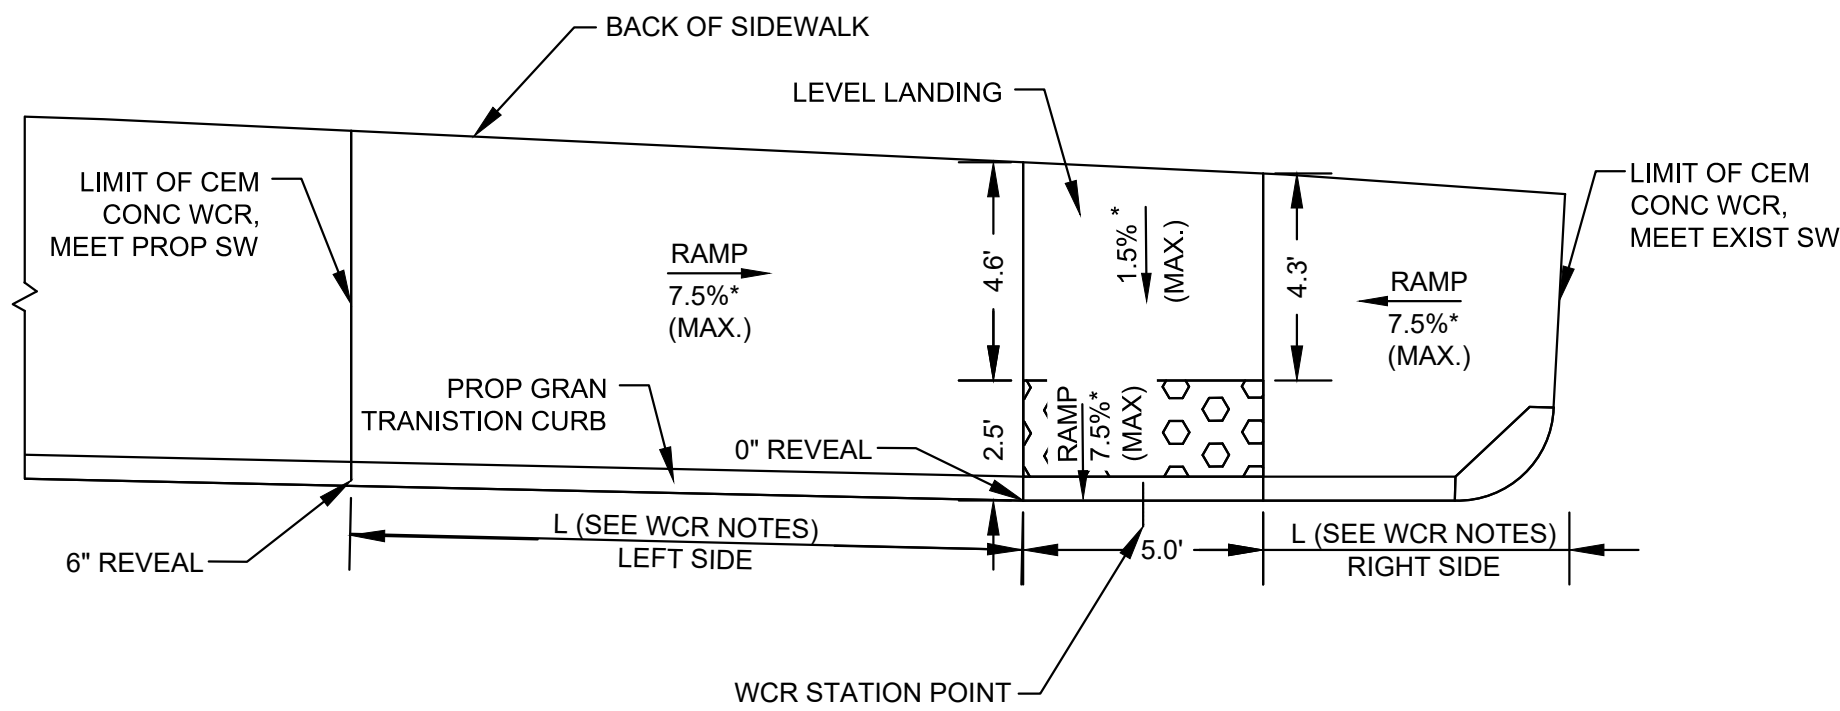 BACK OF SIDEWALK
LEVEL LANDING
LIMIT OF CEM
CONC WCR,
MEET PROP SW
LIMIT OF CEM
CONC WCR,
MEET EXIST SW
RAMP
7.5%*
(MAX.)
4.6'
1.5%*
(MAX.)
4.3'
RAMP
7.5%*
(MAX.)
PROP GRAN
TRANISTION CURB
0" REVEAL
2.5'
RAMP
7.5%*
(MAX)
6" REVEAL
L (SEE WCR NOTES)
LEFT SIDE
5.0'
L (SEE WCR NOTES)
RIGHT SIDE
WCR STATION POINT